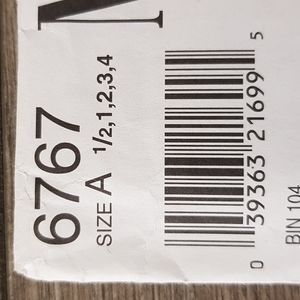 6767
SIZE A 1/2,1,2,3,4
0 39363 21699 5
BIN 104